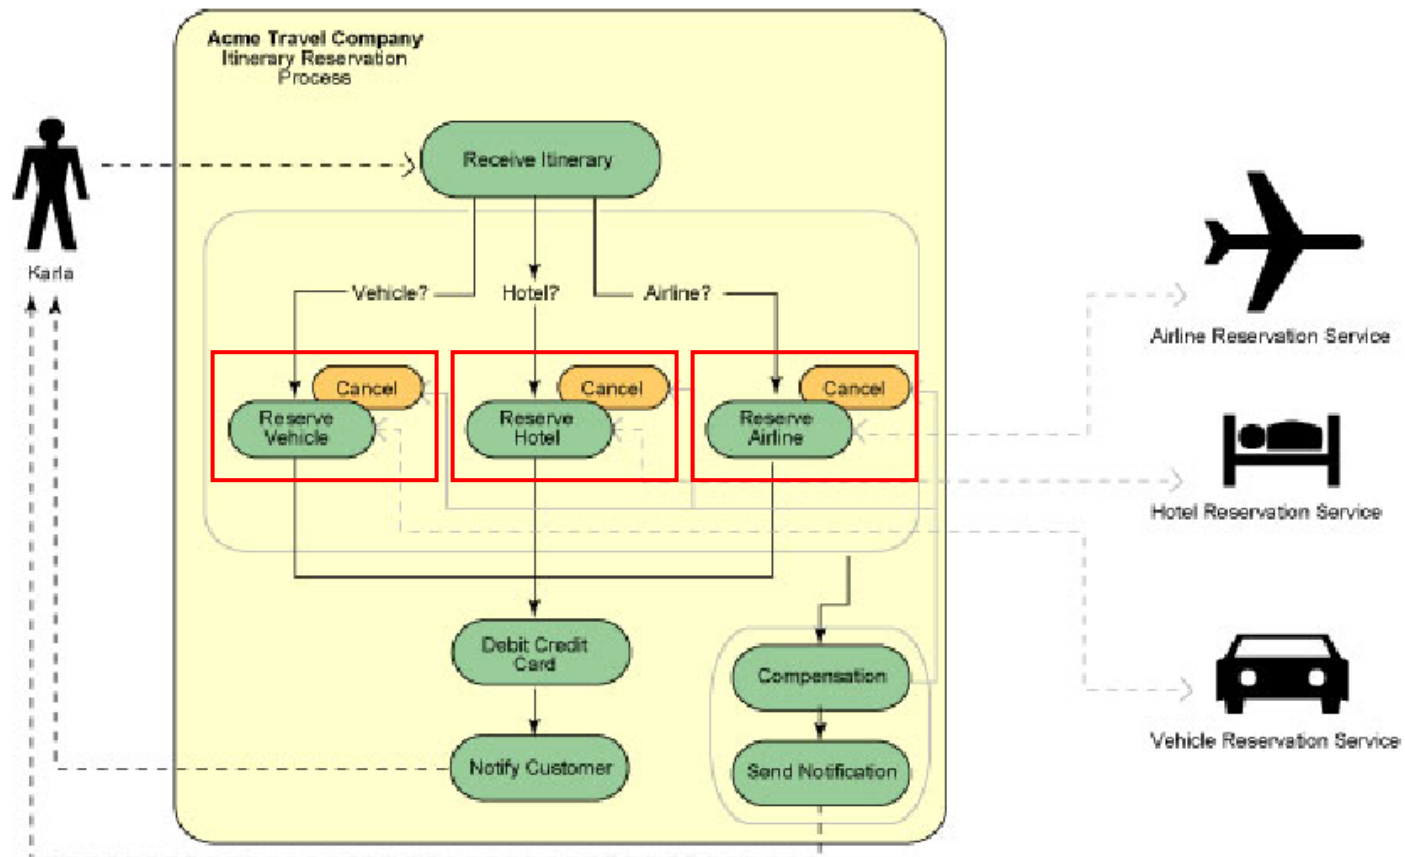 Acme Travel Company
Itinerary Reservation
Process
Receive Itinerary
Karla
Vehicle?
Hotel?
Airline?
Airline Reservation Service
Cancel
Cancel
Cancel
Reserve
Vehicle
Reserve
Hotel
Reserve
Airline
Hotel Reservation Service
Debit Credit
Card
Compensation
Vehicle Reservation Service
Notify Customer
Send Notification